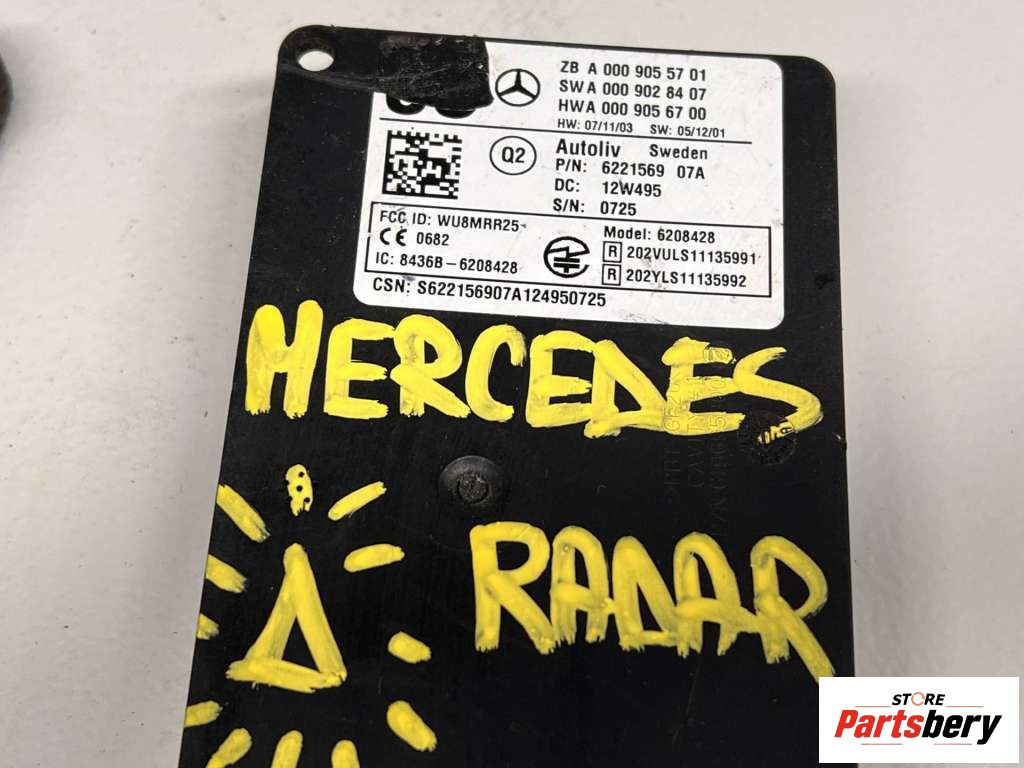 ZB A 000 905 57 01
SW A 000 902 84 07
HW A 000 905 67 00
HW: 07/11/03 SW: 05/12/01
Q2
Autoliv Sweden
P/N: 6221569 07A
DC: 12W495
S/N: 0725
FCC ID: WU8MRR25
CE 0682
IC: 8436B-6208428
Model: 6208428
R 202VULS11135991
R 202YLS11135992
CSN: S622156907A124950725
MERCEDES
RADAR
STORE
Partsbery